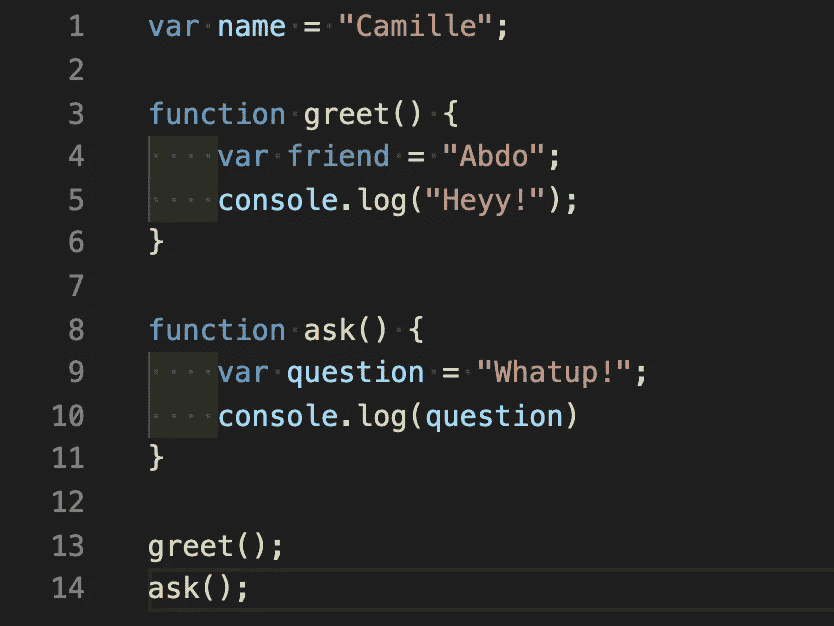 1 var name = "Camille";
2
3 function greet() {
4     var friend = "Abdo";
5     console.log("Heyy!");
6 }
7
8 function ask() {
9     var question = "Whatup!";
10     console.log(question)
11 }
12
13 greet();
14 ask();